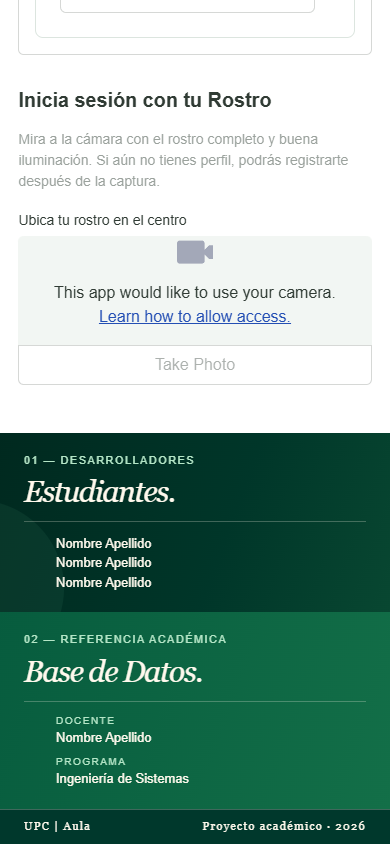 Inicia sesión con tu Rostro
Mira a la cámara con el rostro completo y buena
iluminación. Si aún no tienes perfil, podrás registrarte
después de la captura.
Ubica tu rostro en el centro
This app would like to use your camera.
Learn how to allow access.
Take Photo
01 — DESARROLLADORES
Estudiantes.
Nombre Apellido
Nombre Apellido
Nombre Apellido
02 — REFERENCIA ACADÉMICA
Base de Datos.
DOCENTE
Nombre Apellido
PROGRAMA
Ingeniería de Sistemas
UPC | Aula
Proyecto académico · 2026